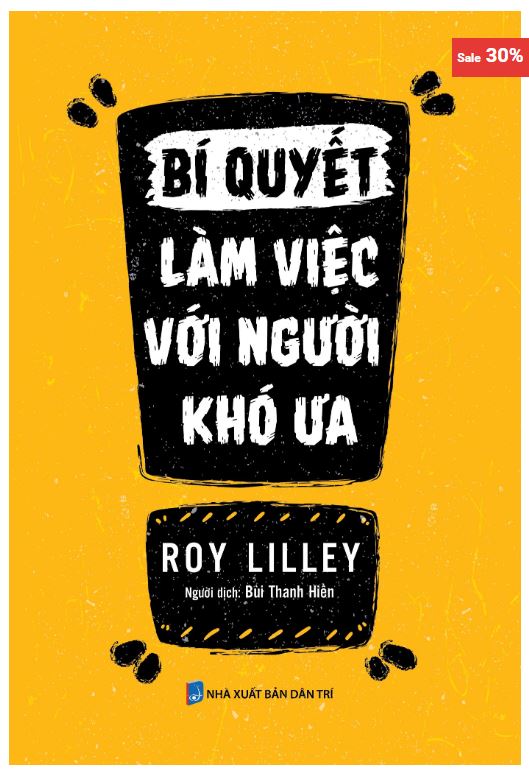 Sale 30%
BÍ QUYẾT
LÀM VIỆC
VỚI NGƯỜI
KHÓ ƯA
ROY LILLEY
Người dịch: Bùi Thanh Hiền
NHÀ XUẤT BẢN DÂN TRÍ